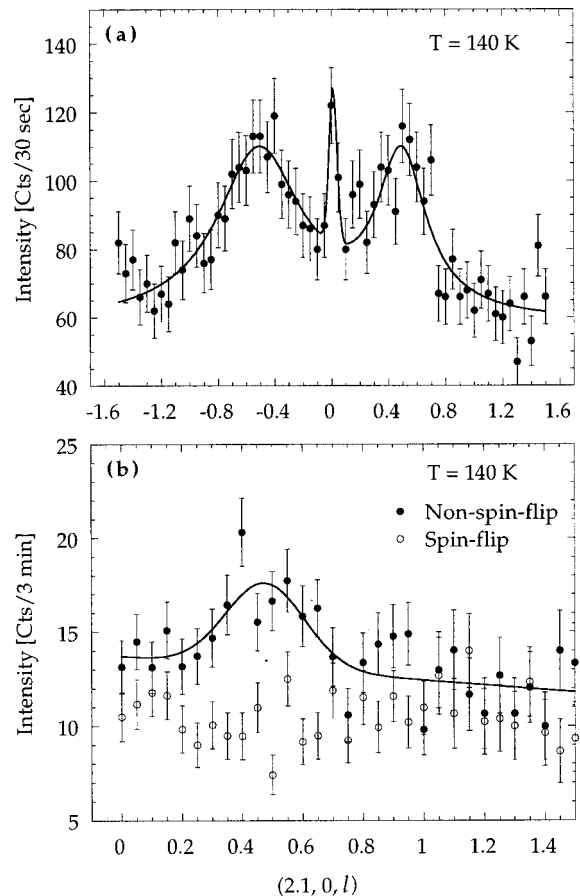 (a)
T = 140 K
Intensity [Cts/30 sec]
140
120
100
80
60
40
-1.6 -1.2 -0.8 -0.4 0 0.4 0.8 1.2 1.6
(b)
T = 140 K
Non-spin-flip
Spin-flip
Intensity [Cts/3 min]
25
20
15
10
5
0 0.2 0.4 0.6 0.8 1 1.2 1.4
(2.1, 0, l)